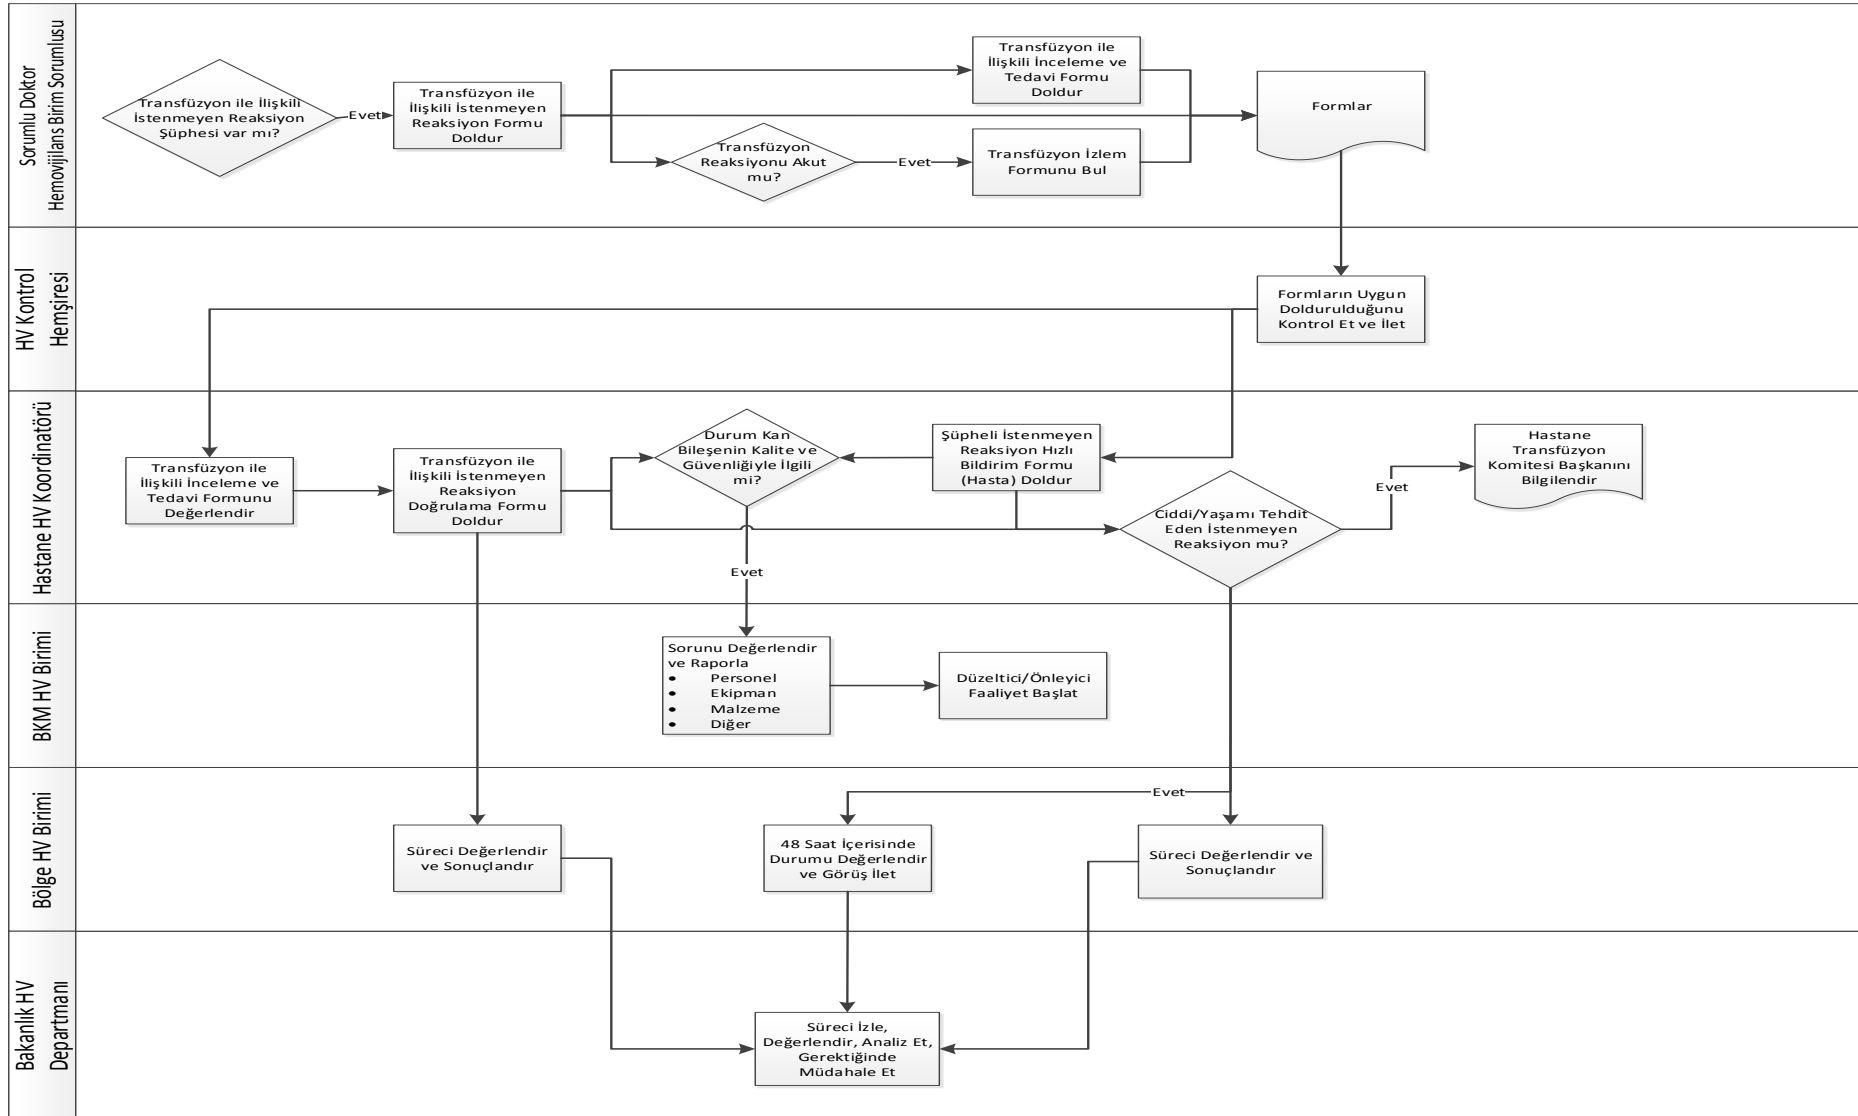 Sorumlu Doktor
Hemovijilans Birim Sorumlusu
Transfüzyon ile İlişkili
İstenmeyen Reaksiyon
Şüphesi var mı?
Evet
Transfüzyon ile
İlişkili İstenmeyen
Reaksiyon Formu
Doldur
Transfüzyon ile
İlişkili İnceleme ve
Tedavi Formu
Doldur
Transfüzyon
Reaksiyonu Akut
mu?
Evet
Transfüzyon İzlem
Formunu Bul
Formlar
HV Kontrol
Hemşiresi
Formların Uygun
Doldurulduğunu
Kontrol Et ve İlet
Hastane HV Koordinatörü
Transfüzyon ile
İlişkili İnceleme ve
Tedavi Formunu
Değerlendir
Transfüzyon ile
İlişkili İstenmeyen
Reaksiyon
Doğrulama Formu
Doldur
Durum Kan
Bileşenin Kalite ve
Güvenliğiyle İlgili
mi?
Evet
Şüpheli İstenmeyen
Reaksiyon Hızlı
Bildirim Formu
(Hasta) Doldur
Ciddi/Yaşamı Tehdit
Eden İstenmeyen
Reaksiyon mu?
Evet
Hastane
Transfüzyon
Komitesi Başkanını
Bilgilendir
BKM HV Birimi
Sorunu Değerlendir
ve Raporla
• Personel
• Ekipman
• Malzeme
• Diğer
Düzeltici/Önleyici
Faaliyet Başlat
Bölge HV Birimi
Evet
Süreci Değerlendir
ve Sonuçlandır
48 Saat İçerisinde
Durumu Değerlendir
ve Görüş İlet
Süreci Değerlendir ve
Sonuçlandır
Bakanlık HV
Departmanı
Süreci İzle,
Değerlendir, Analiz Et,
Gerektiğinde
Müdahale Et